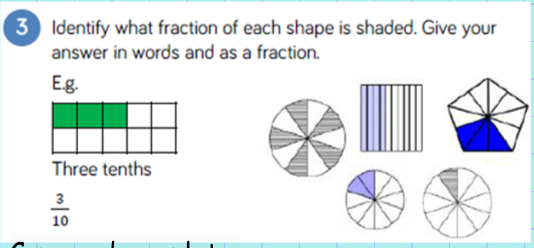 3 Identify what fraction of each shape is shaded. Give your
answer in words and as a fraction.
E.g.
Three tenths
3
10